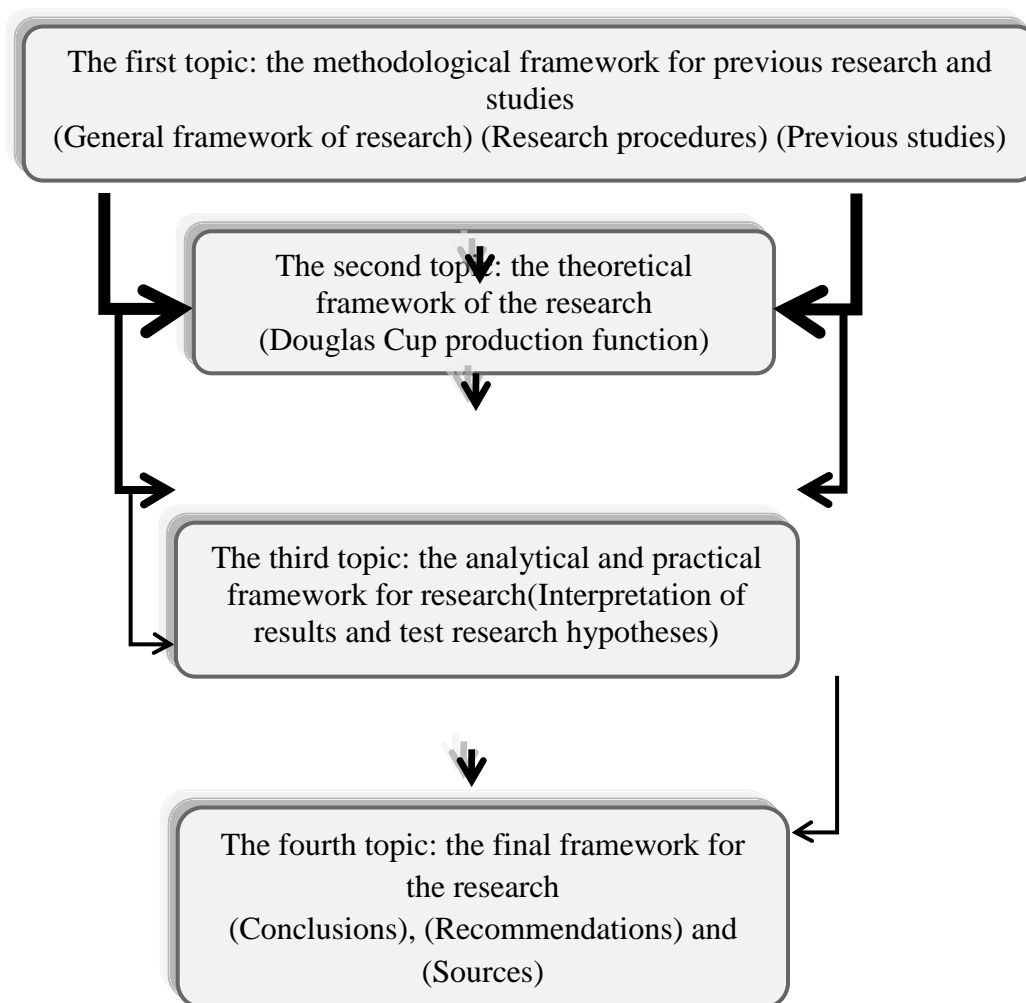 The first topic: the methodological framework for previous research and
studies
(General framework of research) (Research procedures) (Previous studies)
The second topic: the theoretical
framework of the research
(Douglas Cup production function)
The third topic: the analytical and practical
framework for research(Interpretation of
results and test research hypotheses)
The fourth topic: the final framework for
the research
(Conclusions), (Recommendations) and
(Sources)